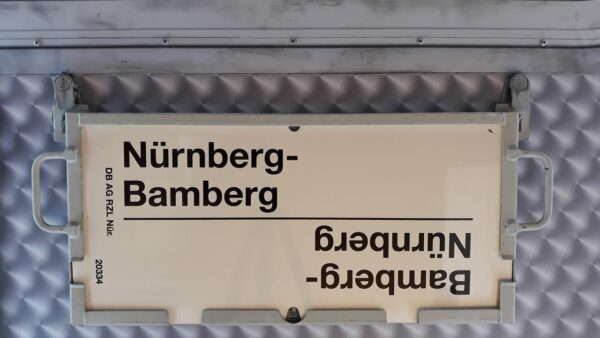 Nürnberg-
Bamberg
Bamberg-
Nürnberg
DB AG RZL Nür.
20334